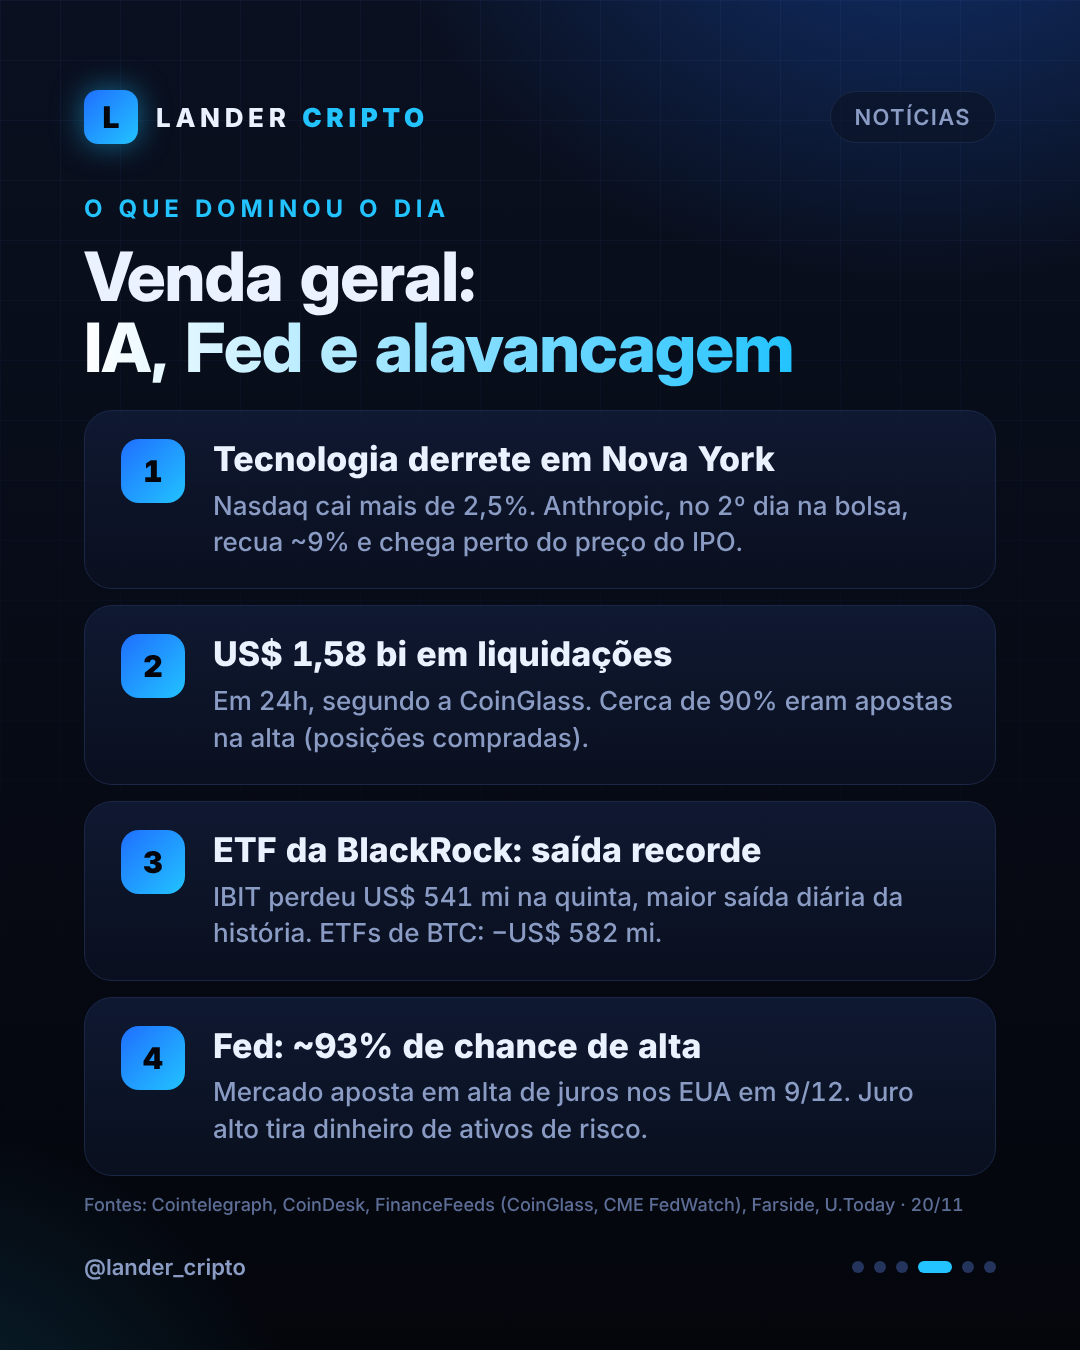 L LANDER CRIPTO
NOTÍCIAS
O QUE DOMINOU O DIA
Venda geral:
IA, Fed e alavancagem
1
Tecnologia derrete em Nova York
Nasdaq cai mais de 2,5%. Anthropic, no 2º dia na bolsa,
recua ~9% e chega perto do preço do IPO.
2
US$ 1,58 bi em liquidações
Em 24h, segundo a CoinGlass. Cerca de 90% eram apostas
na alta (posições compradas).
3
ETF da BlackRock: saída recorde
IBIT perdeu US$ 541 mi na quinta, maior saída diária da
história. ETFs de BTC: −US$ 582 mi.
4
Fed: ~93% de chance de alta
Mercado aposta em alta de juros nos EUA em 9/12. Juro
alto tira dinheiro de ativos de risco.
Fontes: Cointelegraph, CoinDesk, FinanceFeeds (CoinGlass, CME FedWatch), Farside, U.Today · 20/11
@lander_cripto